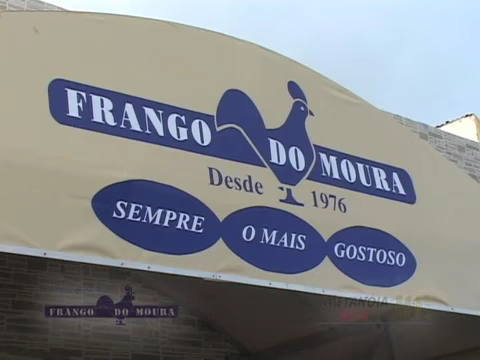 FRANGO DO MOURA
Desde 1976
SEMPRE O MAIS GOSTOSO
FRANGO DO MOURA